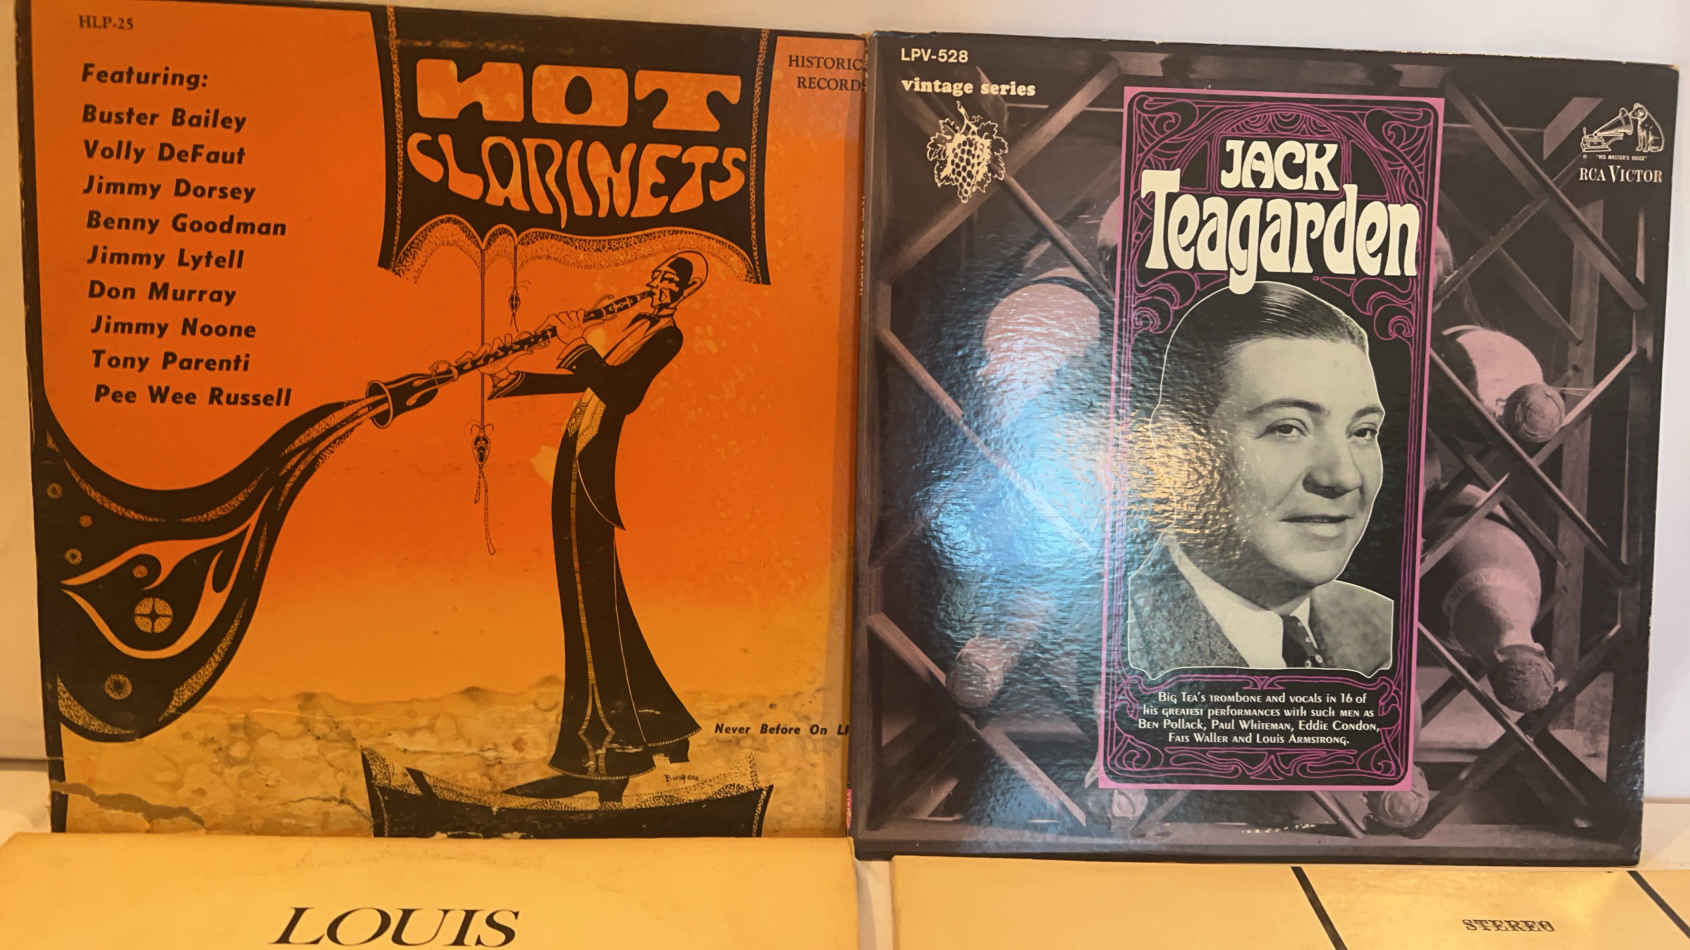 HLP-25
Featuring:
Buster Bailey
Volly DeFaut
Jimmy Dorsey
Benny Goodman
Jimmy Lytell
Don Murray
Jimmy Noone
Tony Parenti
Pee Wee Russell
HOT
CLARINETS
HISTORIC
RECORDS
Never Before On
LPV-528
vintage series
JACK
Teagarden
"HIS MASTER'S VOICE"
RCA VICTOR
Big Tea's trombone and vocals in 16 of
his greatest performances with such men as
Ben Pollack, Paul Whiteman, Eddie Condon,
Fats Waller and Louis Armstrong.
LOUIS
STEREO